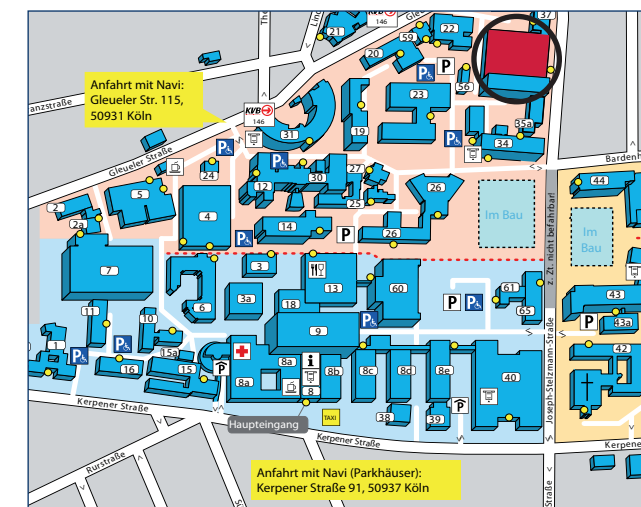 KVB
146
21
59
22
37
20
P
56
23
35a
34
Anfahrt mit Navi:
Gleueler Str. 115,
50931 Köln
KVB
146
31
19
Gleueler Straße
24
12
30
27
25
26
Bardenh
44
2
2a
5
4
14
P
26
Im Bau
Im
Bau
z. Zt. nicht befahrbar!
7
3
13
60
P
61
65
43
43a
P
42
3a
18
9
6
11
10
1
16
15a
15
P
8a
8a
i
8b
8
8c
8d
8e
40
P
38
39
Kerpener Straße
Haupteingang
TAXI
Kerpener Straße
Joseph-Stelzmann-Straße
Kerpene
Rurstraße
Straße
Anfahrt mit Navi (Parkhäuser):
Kerpener Straße 91, 50937 Köln